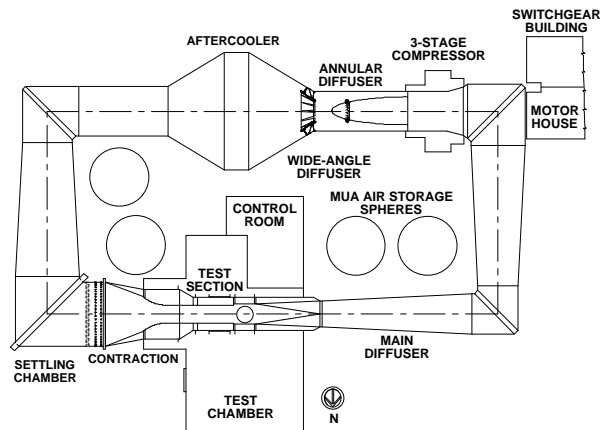 SWITCHGEAR
BUILDING
3-STAGE
COMPRESSOR
AFTERCOOLER
ANNULAR
DIFFUSER
MOTOR
HOUSE
WIDE-ANGLE
DIFFUSER
MUA AIR STORAGE
SPHERES
CONTROL
ROOM
TEST
SECTION
SETTLING
CHAMBER
CONTRACTION
MAIN
DIFFUSER
TEST
CHAMBER
N